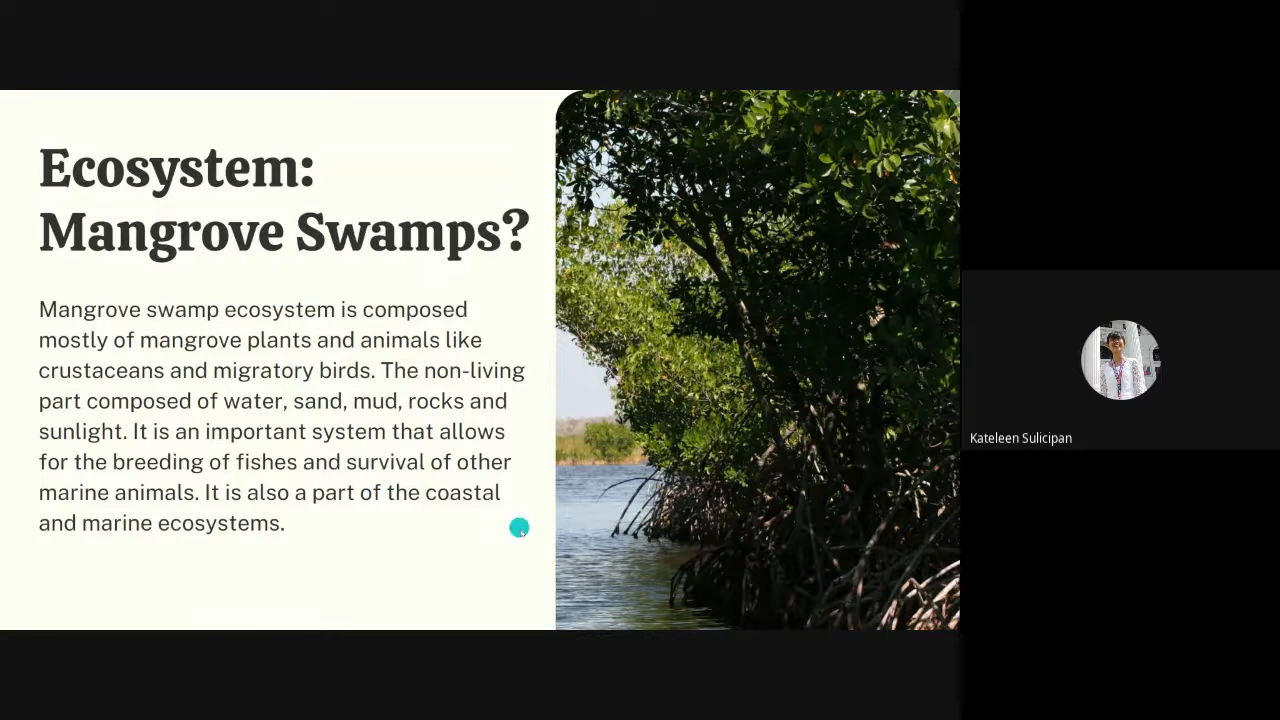 Ecosystem:
Mangrove Swamps?
Mangrove swamp ecosystem is composed
mostly of mangrove plants and animals like
crustaceans and migratory birds. The non-living
part composed of water, sand, mud, rocks and
sunlight. It is an important system that allows
for the breeding of fishes and survival of other
marine animals. It is also a part of the coastal
and marine ecosystems.
Kateleen Sulicipan